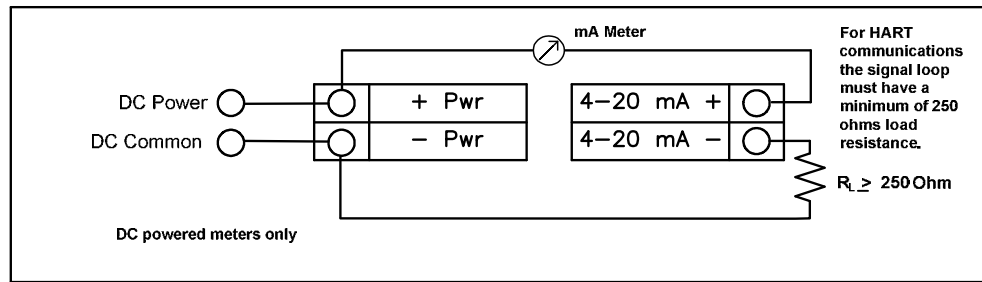 mA Meter
For HART
communications
the signal loop
must have a
minimum of 250
ohms load
resistance.
DC Power
+ Pwr
4-20 mA +
DC Common
- Pwr
4-20 mA -
RL ≥ 250 Ohm
DC powered meters only